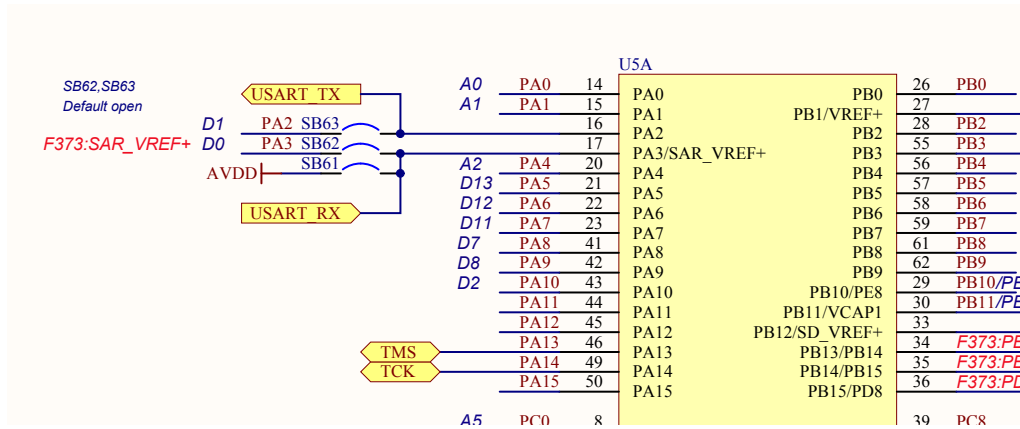 U5A
SB62,SB63
Default open
USART_TX
D1 PA2 SB63
F373:SAR_VREF+ D0 PA3 SB62
AVDD SB61
USART_RX
A0 PA0 14 PA0
A1 PA1 15 PA1
16 PA2
17 PA3/SAR_VREF+
A2 PA4 20 PA4
D13 PA5 21 PA5
D12 PA6 22 PA6
D11 PA7 23 PA7
D7 PA8 41 PA8
D8 PA9 42 PA9
D2 PA10 43 PA10
PA11 44 PA11
PA12 45 PA12
TMS PA13 46 PA13
TCK PA14 49 PA14
PA15 50 PA15
A5 PC0 8
PB0 26 PB0
PB1/VREF+ 27
PB2 28 PB2
PB3 55 PB3
PB4 56 PB4
PB5 57 PB5
PB6 58 PB6
PB7 59 PB7
PB8 61 PB8
PB9 62 PB9
PB10/PE8 29 PB10/PE
PB11/VCAP1 30 PB11/PE
PB12/SD_VREF+ 33
PB13/PB14 34 F373:PB
PB14/PB15 35 F373:PB
PB15/PD8 36 F373:PD
39 PC8